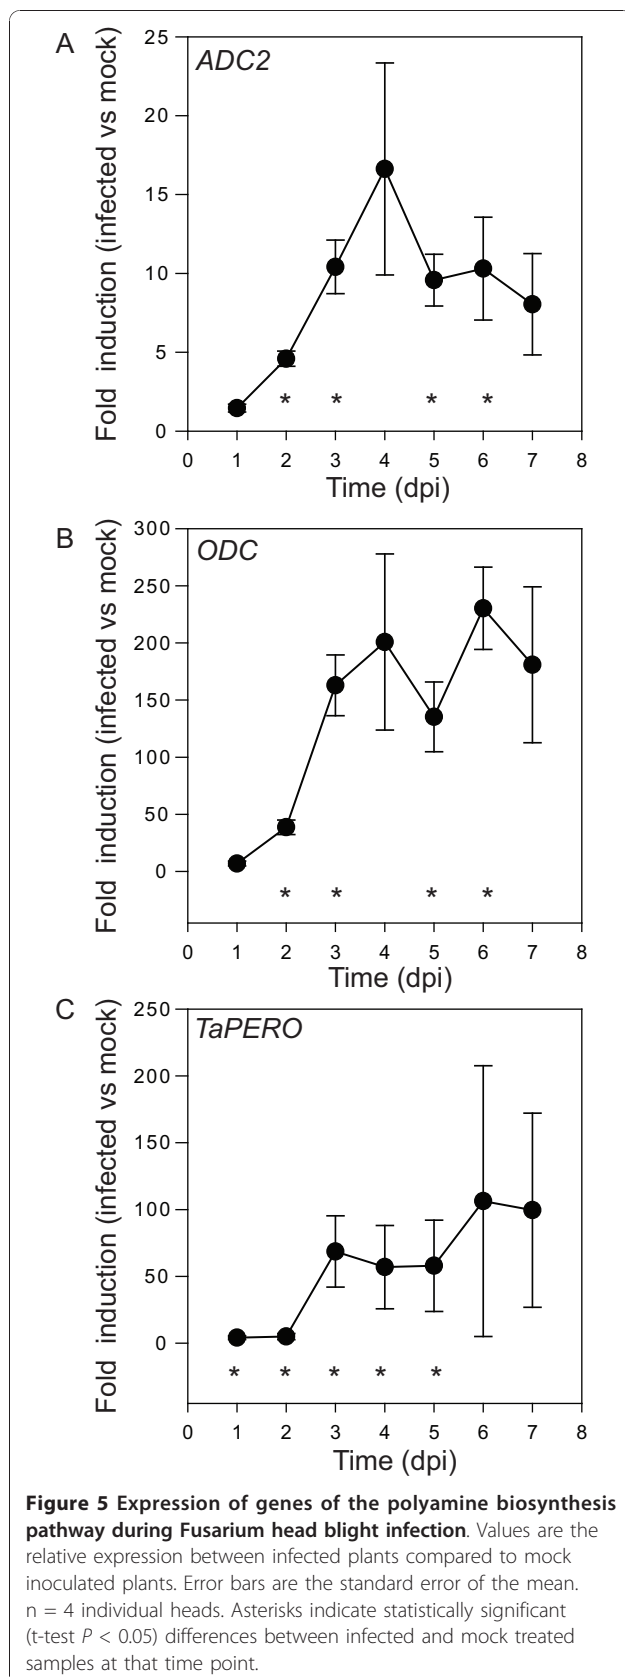 A
ADC2
Fold induction (infected vs mock)
25
20
15
10
5
0
0 1 2 3 4 5 6 7 8
* * * *
Time (dpi)
B
ODC
Fold induction (infected vs mock)
300
250
200
150
100
50
0
* * * *
0 1 2 3 4 5 6 7 8
Time (dpi)
C
TaPERO
Fold induction (infected vs mock)
250
200
150
100
50
0
* * * * *
0 1 2 3 4 5 6 7 8
Time (dpi)
Figure 5 Expression of genes of the polyamine biosynthesis
pathway during Fusarium head blight infection. Values are the
relative expression between infected plants compared to mock
inoculated plants. Error bars are the standard error of the mean.
n = 4 individual heads. Asterisks indicate statistically significant
(t-test P < 0.05) differences between infected and mock treated
samples at that time point.